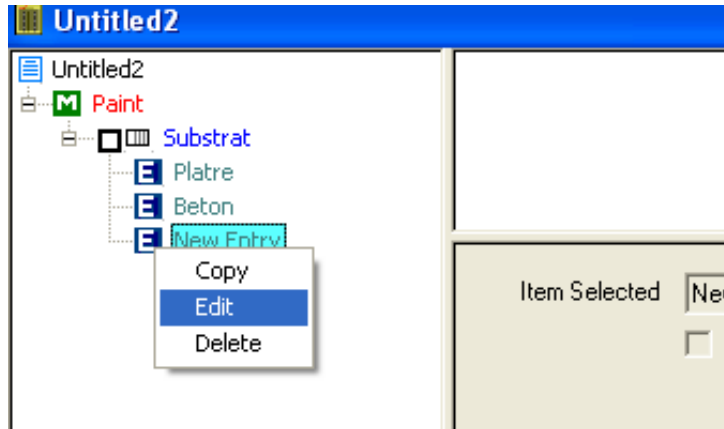 Untitled2
Untitled2
M Paint
Substrat
E Platre
E Beton
E New Entry
Copy
Edit
Delete
Item Selected